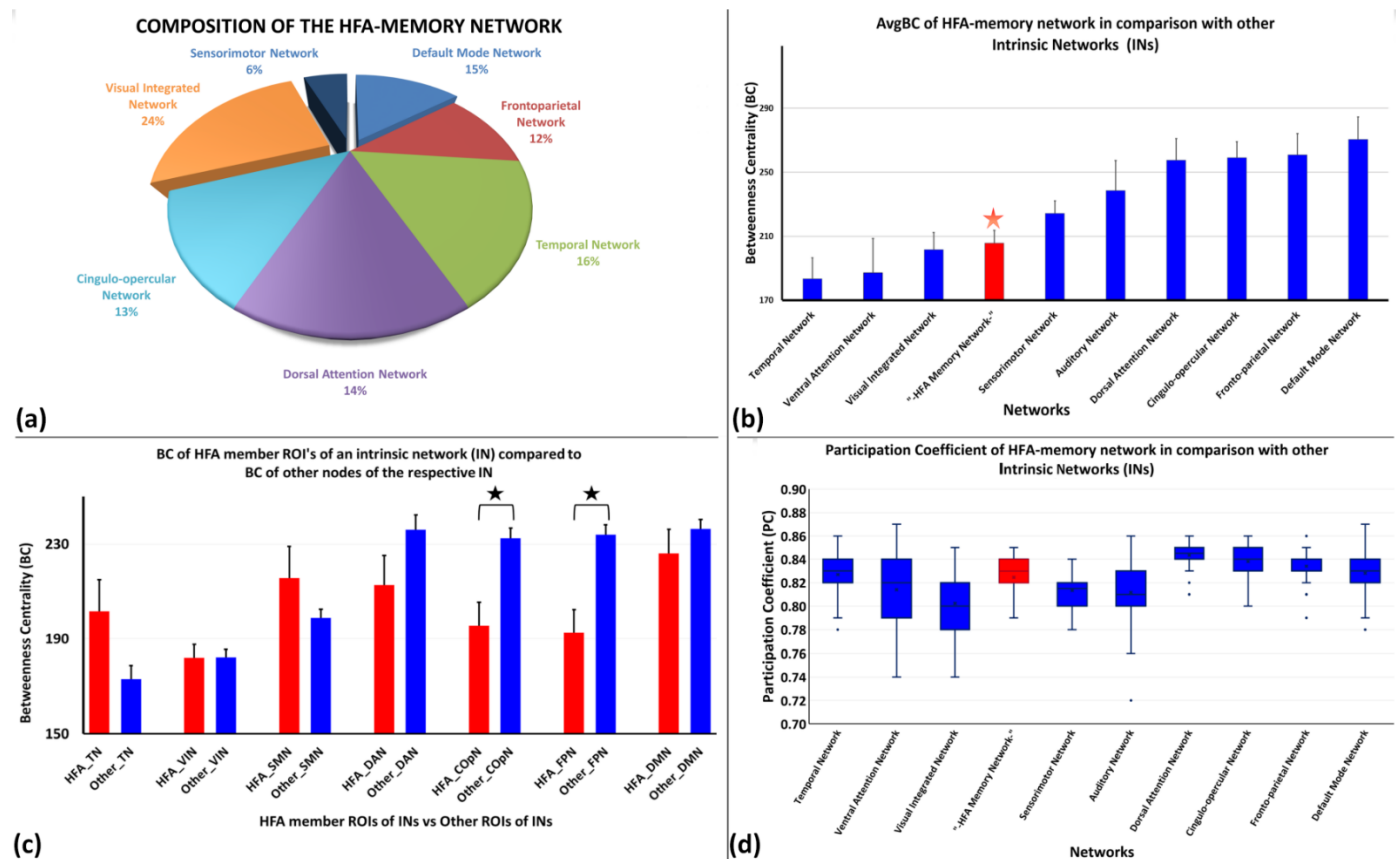 COMPOSITION OF THE HFA-MEMORY NETWORK
Sensorimotor Network
6%
Default Mode Network
15%
Visual Integrated
Network
24%
Frontoparietal
Network
12%
Temporal Network
16%
Cingulo-opercular
Network
13%
Dorsal Attention Network
14%
(a)
AvgBC of HFA-memory network in comparison with other
Intrinsic Networks (INs)
Betweenness Centrality (BC)
290
250
210
170
Temporal Network
Ventral Attention Network
Visual Integrated Network
"-HFA Memory Network-"
Sensorimotor Network
Auditory Network
Dorsal Attention Network
Cingulo-opercular Network
Fronto-parietal Network
Default Mode Network
Networks
(b)
BC of HFA member ROI's of an intrinsic network (IN) compared to
BC of other nodes of the respective IN
Betweenness Centrality (BC)
230
190
150
HFA_TN
Other_TN
HFA_VIN
Other_VIN
HFA_SMN
Other_SMN
HFA_DAN
Other_DAN
HFA_COpN
Other_COpN
HFA_FPN
Other_FPN
HFA_DMN
Other_DMN
HFA member ROIs of INs vs Other ROIs of INs
(c)
Participation Coefficient of HFA-memory network in comparison with other
Intrinsic Networks (INs)
Participation Coefficient (PC)
0.90
0.88
0.86
0.84
0.82
0.80
0.78
0.76
0.74
0.72
0.70
Temporal Network
Ventral Attention Network
Visual Integrated Network
"-HFA Memory Network-"
Sensorimotor Network
Auditory Network
Dorsal Attention Network
Cingulo-opercular Network
Fronto-parietal Network
Default Mode Network
Networks
(d)